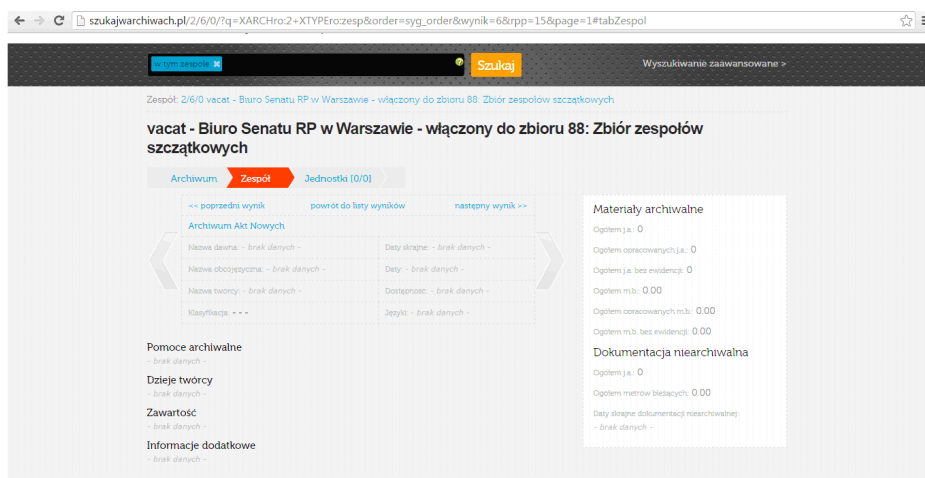 szukajwarchiwach.pl/2/6/0/?q=XARCHro:2+XTYPEro:zesp&order=syg_order&wynik=6&rpp=15&page=1#tabZespol
w tym zespole
Szukaj
Wyszukiwanie zaawansowane >
Zespół: 2/6/0 vacat - Biuro Senatu RP w Warszawie - włączony do zbioru 88: Zbiór zespołów szczątkowych
vacat - Biuro Senatu RP w Warszawie - włączony do zbioru 88: Zbiór zespołów
szczątkowych
Archiwum
Zespół
Jednostki [0/0]
<< poprzedni wynik
powrót do listy wyników
następny wynik >>
Archiwum Akt Nowych
Nazwa dawna: - brak danych -
Daty skrajne: - brak danych -
Nazwa obcojęzyczna: - brak danych -
Daty: - brak danych -
Nazwa twórcy: - brak danych -
Dostępność: - brak danych -
Klasyfikacja: - - -
Języki: - brak danych -
Pomoce archiwalne
- brak danych -
Dzieje twórcy
- brak danych -
Zawartość
- brak danych -
Informacje dodatkowe
- brak danych -
Materiały archiwalne
Ogółem j.a.: 0
Ogółem opracowanych j.a.: 0
Ogółem j.a. bez ewidencji: 0
Ogółem m.b.: 0.00
Ogółem opracowanych m.b.: 0.00
Ogółem m.b. bez ewidencji: 0.00
Dokumentacja niearchiwalna
Ogółem j.a.: 0
Ogółem metrów bieżących: 0.00
Daty skrajne dokumentacji niearchiwalnej:
- brak danych -